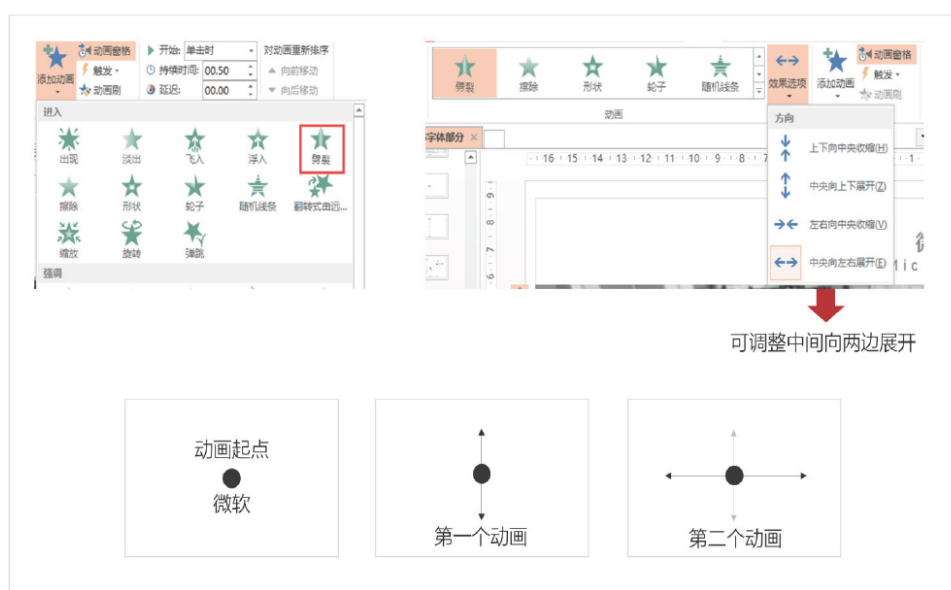 动画窗格
开始: 单击时
对动画重新排序
添加动画
触发
持续时间: 00.50
向前移动
动画刷
延迟: 00.00
向后移动
进入
出现 淡出 飞入 浮入 劈裂
擦除 形状 轮子 随机线条 翻转式由远...
缩放 旋转 弹跳
强调
劈裂 擦除 形状 轮子 随机线条
效果选项
添加动画
动画窗格
触发
动画刷
动画
字体部分
16 15 14 13 12 11 10 9 8 7
方向
上下向中央收缩(H)
中央向上下展开(Z)
左右向中央收缩(V)
中央向左右展开(E)
可调整中间向两边展开
动画起点
微软
第一个动画
第二个动画